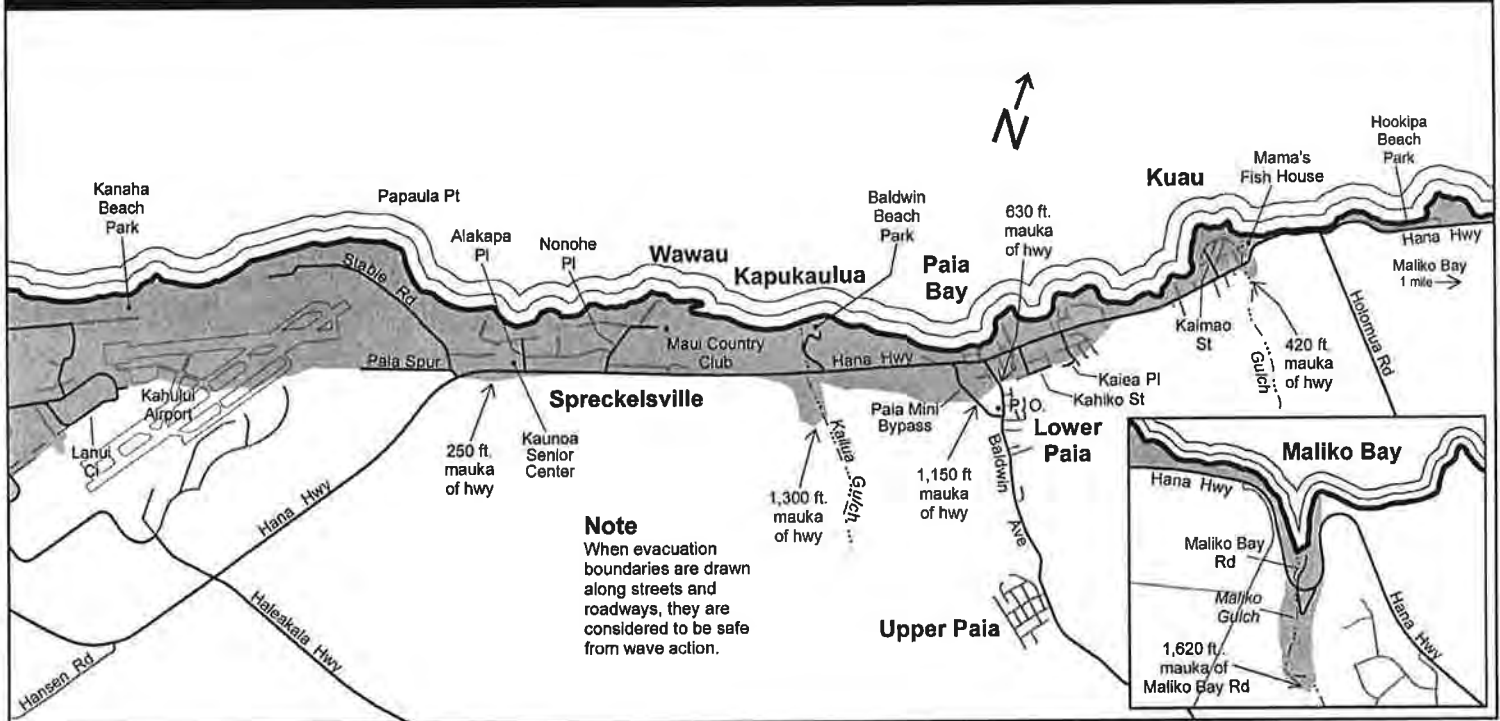 N
Kanaha
Beach
Park
Papaula Pt
Alakapa
Pl
Nonohe
Pl
Wawau
Kapukaulua
Baldwin
Beach
Park
Paia
Bay
630 ft.
mauka
of hwy
Kuau
Mama's
Fish House
Hookipa
Beach
Park
Hana Hwy
Maliko Bay
1 mile
Stable Rd
Paia Spur
Kahului
Airport
Lanui
Cl
250 ft.
mauka
of hwy
Kaunoa
Senior
Center
Spreckelsville
Maui Country
Club
Hana Hwy
Kailua
Gulch
1,300 ft.
mauka
of hwy
Paia Mini
Bypass
1,150 ft
mauka
of hwy
P.O.
Lower
Paia
Kaiea Pl
Kahiko St
Baldwin
Ave
Kaimao
St
Gulch
420 ft.
mauka
of hwy
Holomua Rd
Hana Hwy
Haleakala Hwy
Hansen Rd
Note
When evacuation
boundaries are drawn
along streets and
roadways, they are
considered to be safe
from wave action.
Upper Paia
Maliko Bay
Hana Hwy
Maliko Bay
Rd
Maliko
Gulch
1,620 ft.
mauka of
Maliko Bay Rd
Hana Hwy